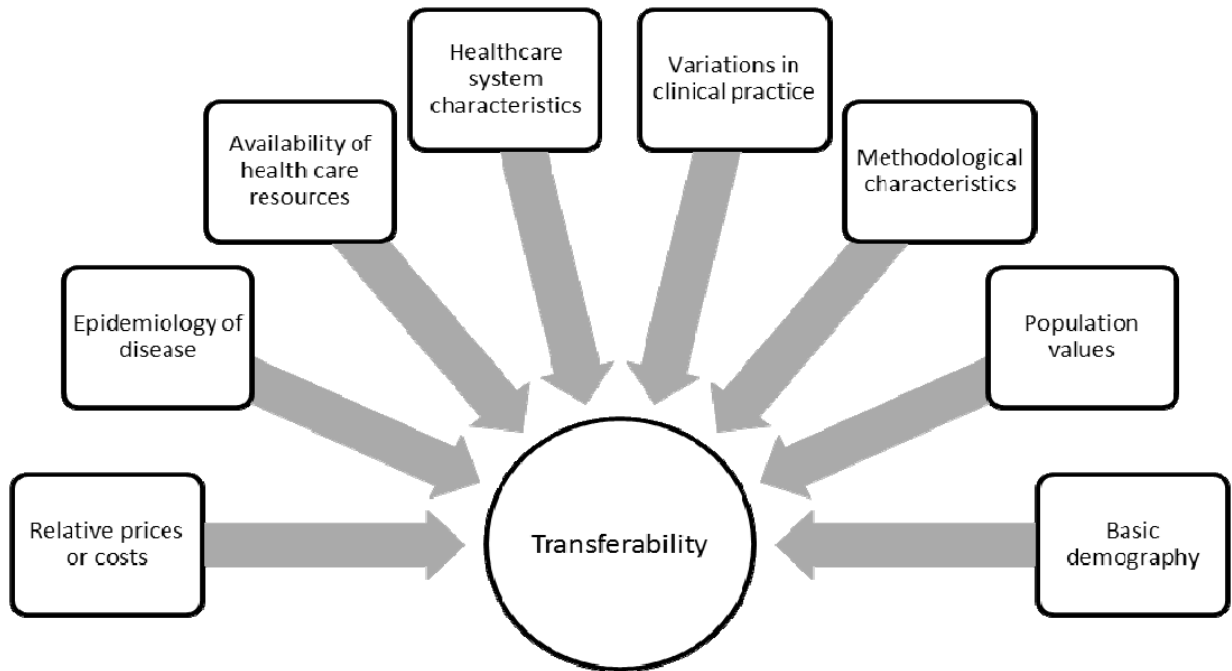 Healthcare
system
characteristics
Variations in
clinical practice
Availability of
health care
resources
Methodological
characteristics
Epidemiology of
disease
Population
values
Relative prices
or costs
Transferability
Basic
demography